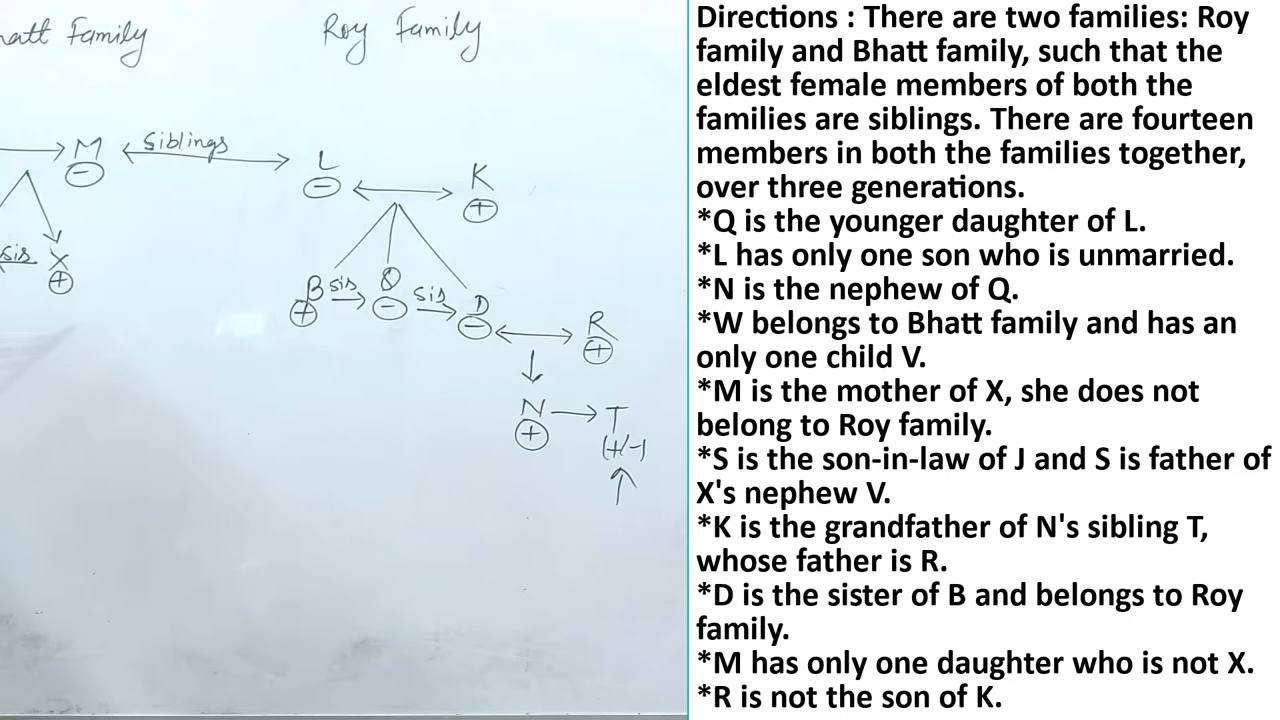 hatt Family
Roy Family
M
Siblings
L
K
sis
X
B
sis
Q
sis
D
R
N
T
(+/-)
Directions : There are two families: Roy
family and Bhatt family, such that the
eldest female members of both the
families are siblings. There are fourteen
members in both the families together,
over three generations.
*Q is the younger daughter of L.
*L has only one son who is unmarried.
*N is the nephew of Q.
*W belongs to Bhatt family and has an
only one child V.
*M is the mother of X, she does not
belong to Roy family.
*S is the son-in-law of J and S is father of
X's nephew V.
*K is the grandfather of N's sibling T,
whose father is R.
*D is the sister of B and belongs to Roy
family.
*M has only one daughter who is not X.
*R is not the son of K.